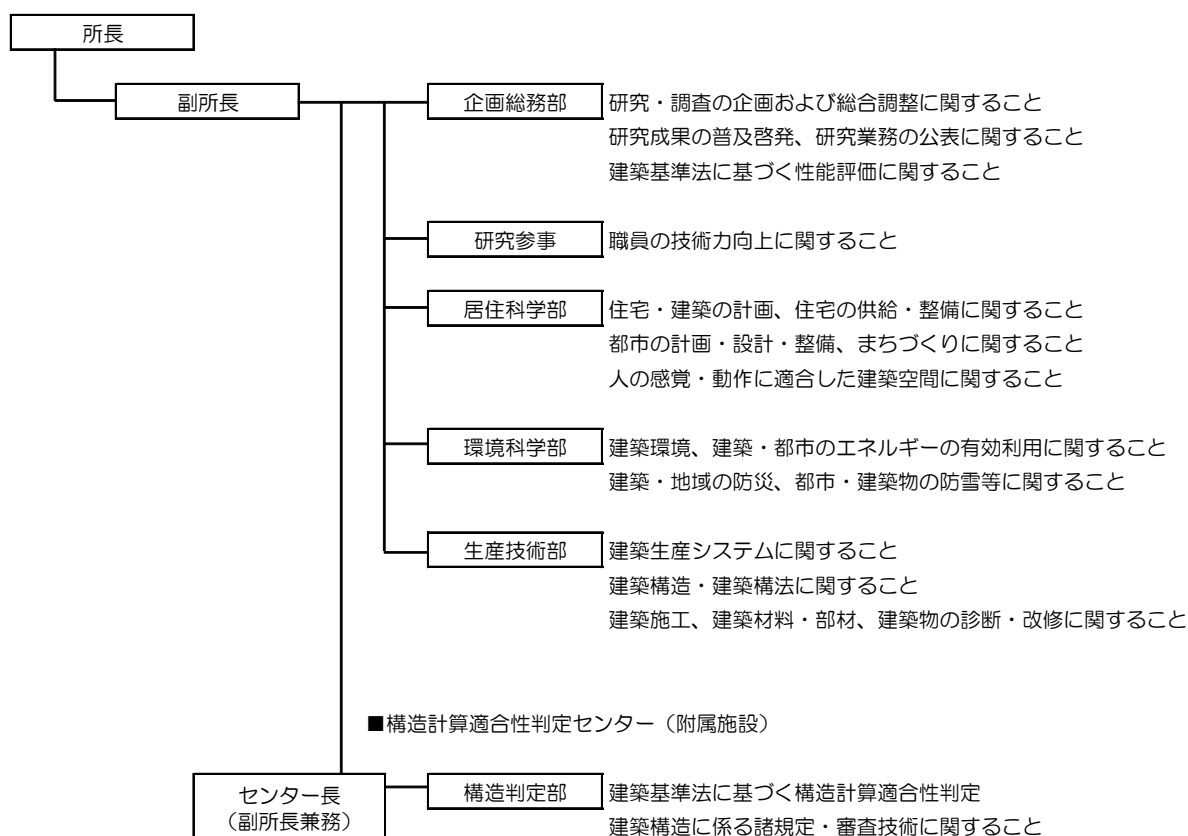 所長
副所長
企画総務部 研究・調査の企画および総合調整に関すること
研究成果の普及啓発、研究業務の公表に関すること
建築基準法に基づく性能評価に関すること
研究参事 職員の技術力向上に関すること
居住科学部 住宅・建築の計画、住宅の供給・整備に関すること
都市の計画・設計・整備、まちづくりに関すること
人の感覚・動作に適合した建築空間に関すること
環境科学部 建築環境、建築・都市のエネルギーの有効利用に関すること
建築・地域の防災、都市・建築物の防雪等に関すること
生産技術部 建築生産システムに関すること
建築構造・建築構法に関すること
建築施工、建築材料・部材、建築物の診断・改修に関すること
■構造計算適合性判定センター（附属施設）
センター長
（副所長兼務）
構造判定部 建築基準法に基づく構造計算適合性判定
建築構造に係る諸規定・審査技術に関すること